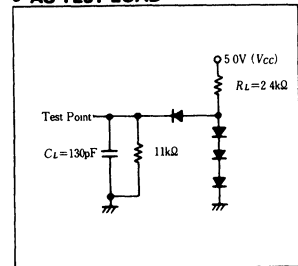 AC TEST LOAD
5 0V (VCC)
RL=2 4kΩ
Test Point
CL=130pF
11kΩ